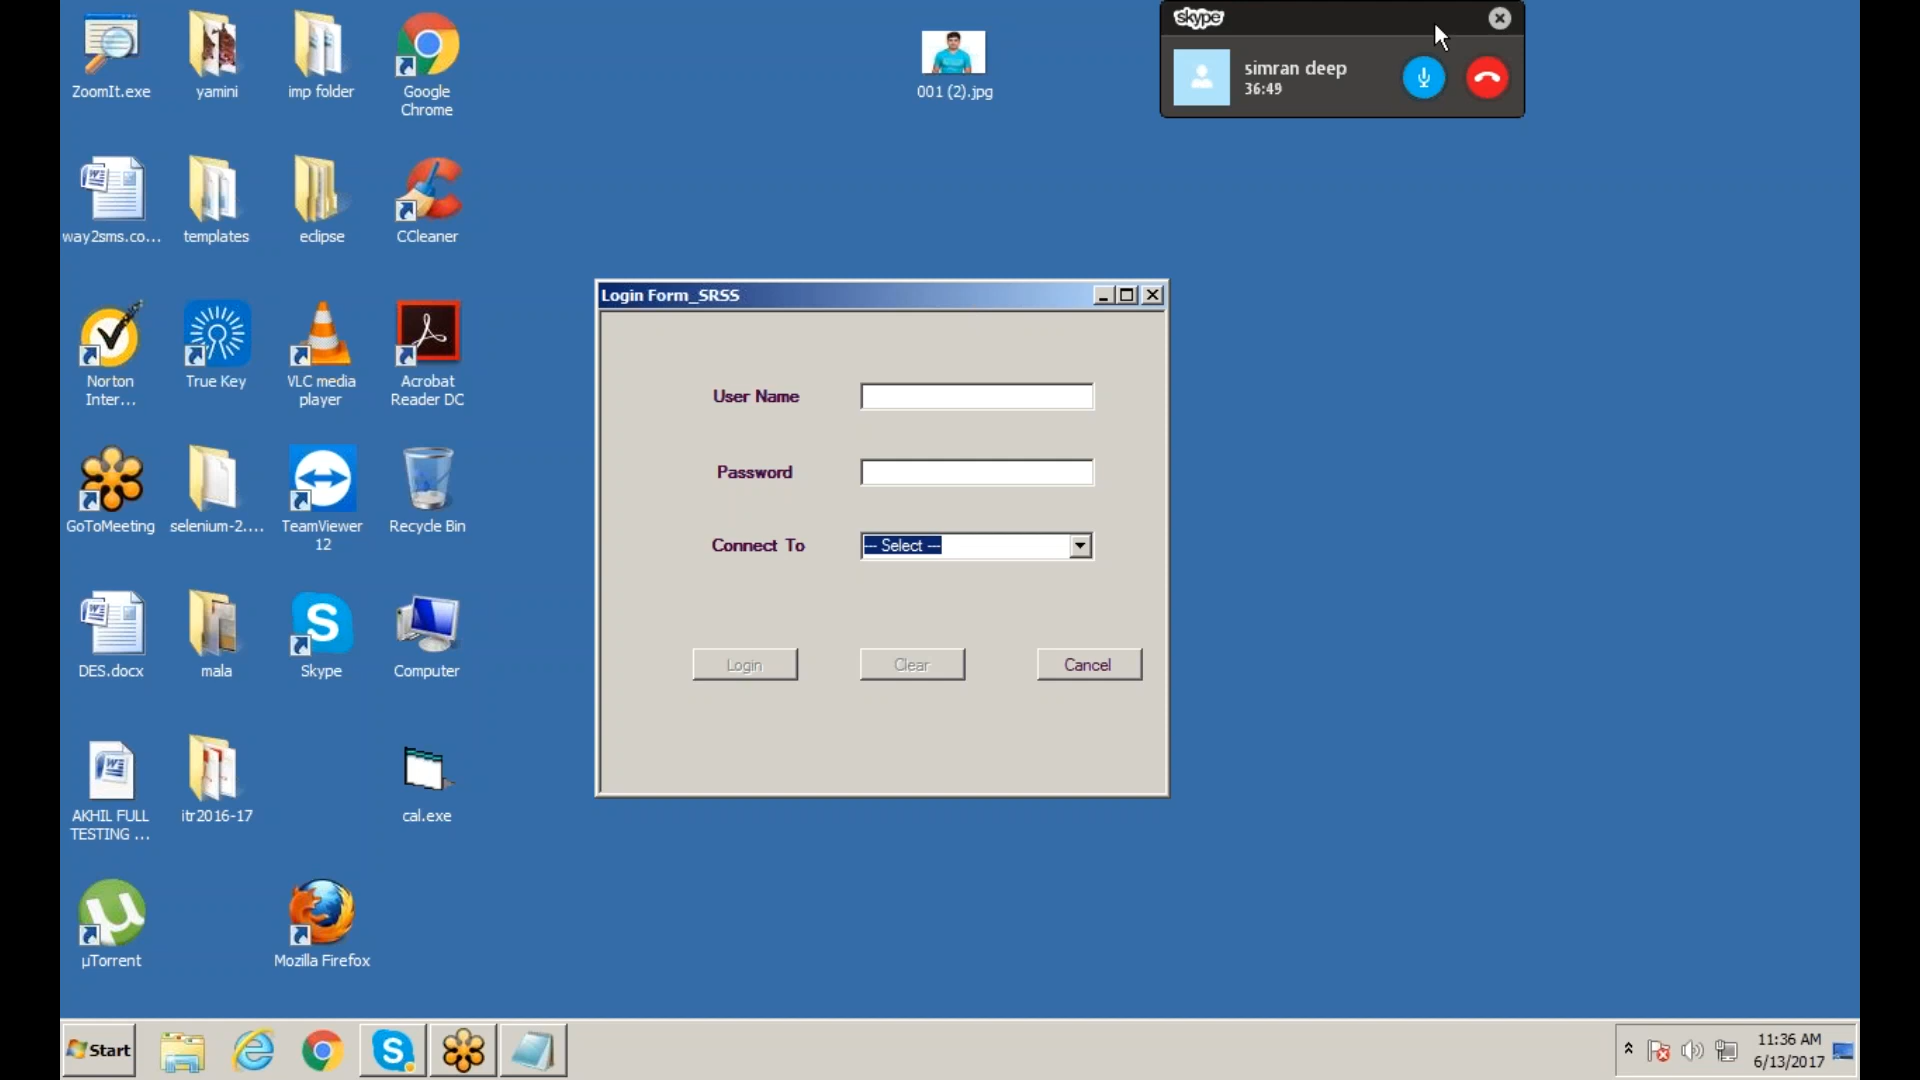 ZoomIt.exe
yamini
imp folder
Google
Chrome
001 (2).jpg
skype
simran deep
36:49
way2sms.co...
templates
eclipse
CCleaner
Norton
Inter...
True Key
VLC media
player
Acrobat
Reader DC
Login Form_SRSS
User Name
Password
Connect To
--- Select ---
Login
Clear
Cancel
GoToMeeting
selenium-2....
TeamViewer
12
Recycle Bin
DES.docx
mala
Skype
Computer
AKHIL FULL
TESTING ...
itr2016-17
cal.exe
µTorrent
Mozilla Firefox
Start
11:36 AM
6/13/2017